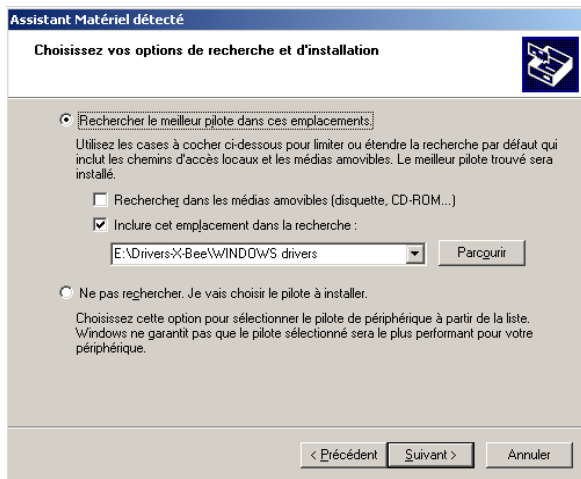 Assistant Matériel détecté
Choisissez vos options de recherche et d'installation
Rechercher le meilleur pilote dans ces emplacements.
Utilisez les cases à cocher ci-dessous pour limiter ou étendre la recherche par défaut qui
inclut les chemins d'accès locaux et les médias amovibles. Le meilleur pilote trouvé sera
installé.
Rechercher dans les médias amovibles (disquette, CD-ROM...)
Inclure cet emplacement dans la recherche :
E:\Drivers-X-Bee\WINDOWS drivers
Parcourir
Ne pas rechercher. Je vais choisir le pilote à installer.
Choisissez cette option pour sélectionner le pilote de périphérique à partir de la liste.
Windows ne garantit pas que le pilote sélectionné sera le plus performant pour votre
périphérique.
< Précédent
Suivant >
Annuler